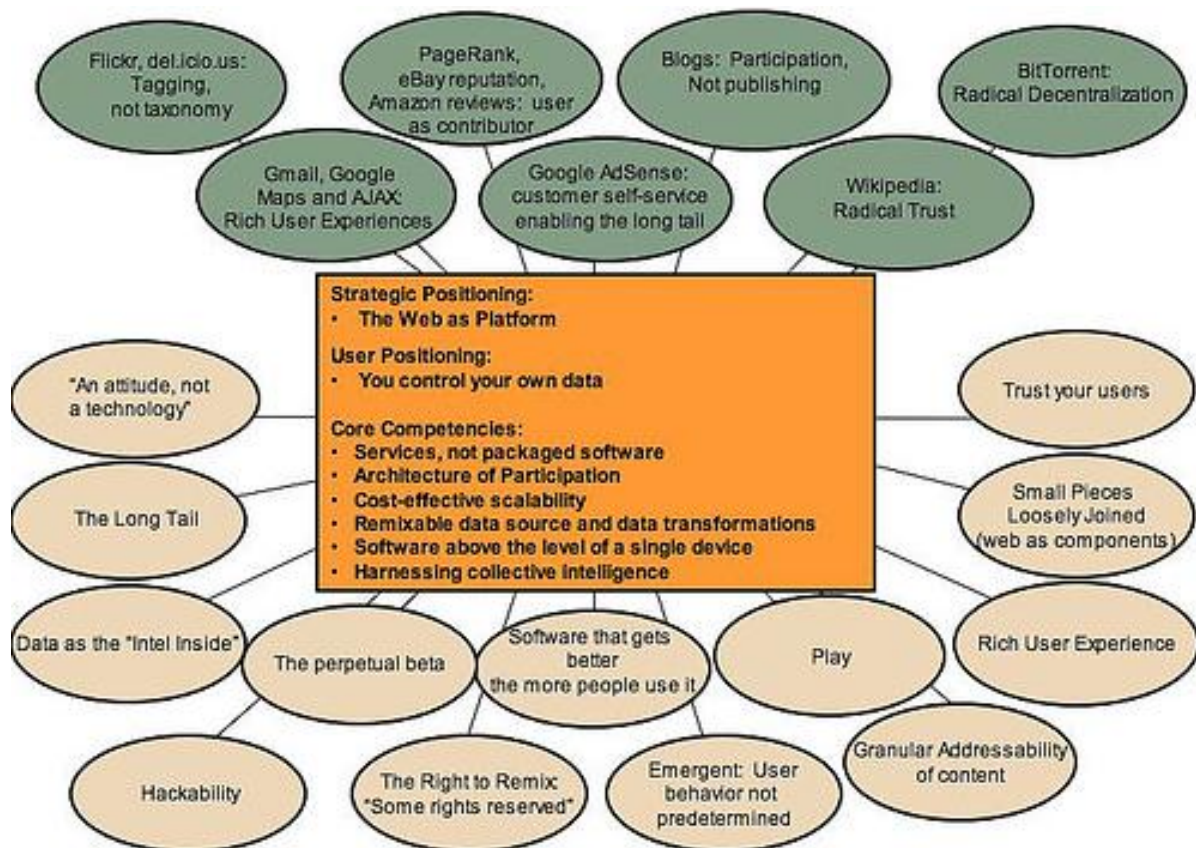 Flickr, del.icio.us:
Tagging,
not taxonomy
PageRank,
eBay reputation,
Amazon reviews: user
as contributor
Blogs: Participation,
Not publishing
BitTorrent:
Radical Decentralization
Gmail, Google
Maps and AJAX:
Rich User Experiences
Google AdSense:
customer self-service
enabling the long tail
Wikipedia:
Radical Trust
Strategic Positioning:
• The Web as Platform
User Positioning:
• You control your own data
Core Competencies:
• Services, not packaged software
• Architecture of Participation
• Cost-effective scalability
• Remixable data source and data transformations
• Software above the level of a single device
• Harnessing collective intelligence
"An attitude, not
a technology"
Trust your users
The Long Tail
Small Pieces
Loosely Joined
(web as components)
Data as the "Intel Inside"
The perpetual beta
Software that gets
better
the more people use it
Play
Rich User Experience
Hackability
The Right to Remix:
"Some rights reserved"
Emergent: User
behavior not
predetermined
Granular Addressability
of content